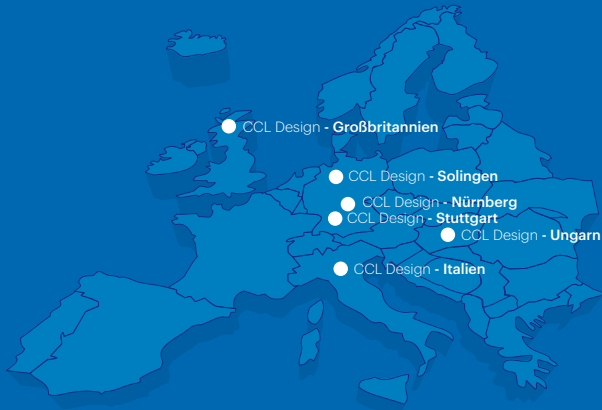 CCL Design - Großbritannien
CCL Design - Solingen
CCL Design - Nürnberg
CCL Design - Stuttgart
CCL Design - Ungarn
CCL Design - Italien